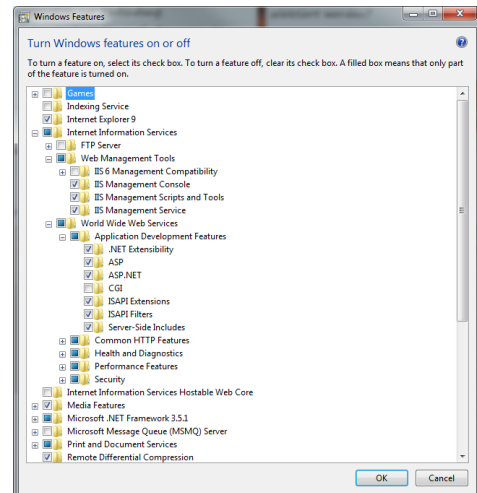 Windows Features
Turn Windows features on or off
To turn a feature on, select its check box. To turn a feature off, clear its check box. A filled box means that only part
of the feature is turned on.
Games
Indexing Service
Internet Explorer 9
Internet Information Services
FTP Server
Web Management Tools
IIS 6 Management Compatibility
IIS Management Console
IIS Management Scripts and Tools
IIS Management Service
World Wide Web Services
Application Development Features
.NET Extensibility
ASP
ASP.NET
CGI
ISAPI Extensions
ISAPI Filters
Server-Side Includes
Common HTTP Features
Health and Diagnostics
Performance Features
Security
Internet Information Services Hostable Web Core
Media Features
Microsoft .NET Framework 3.5.1
Microsoft Message Queue (MSMQ) Server
Print and Document Services
Remote Differential Compression
OK Cancel